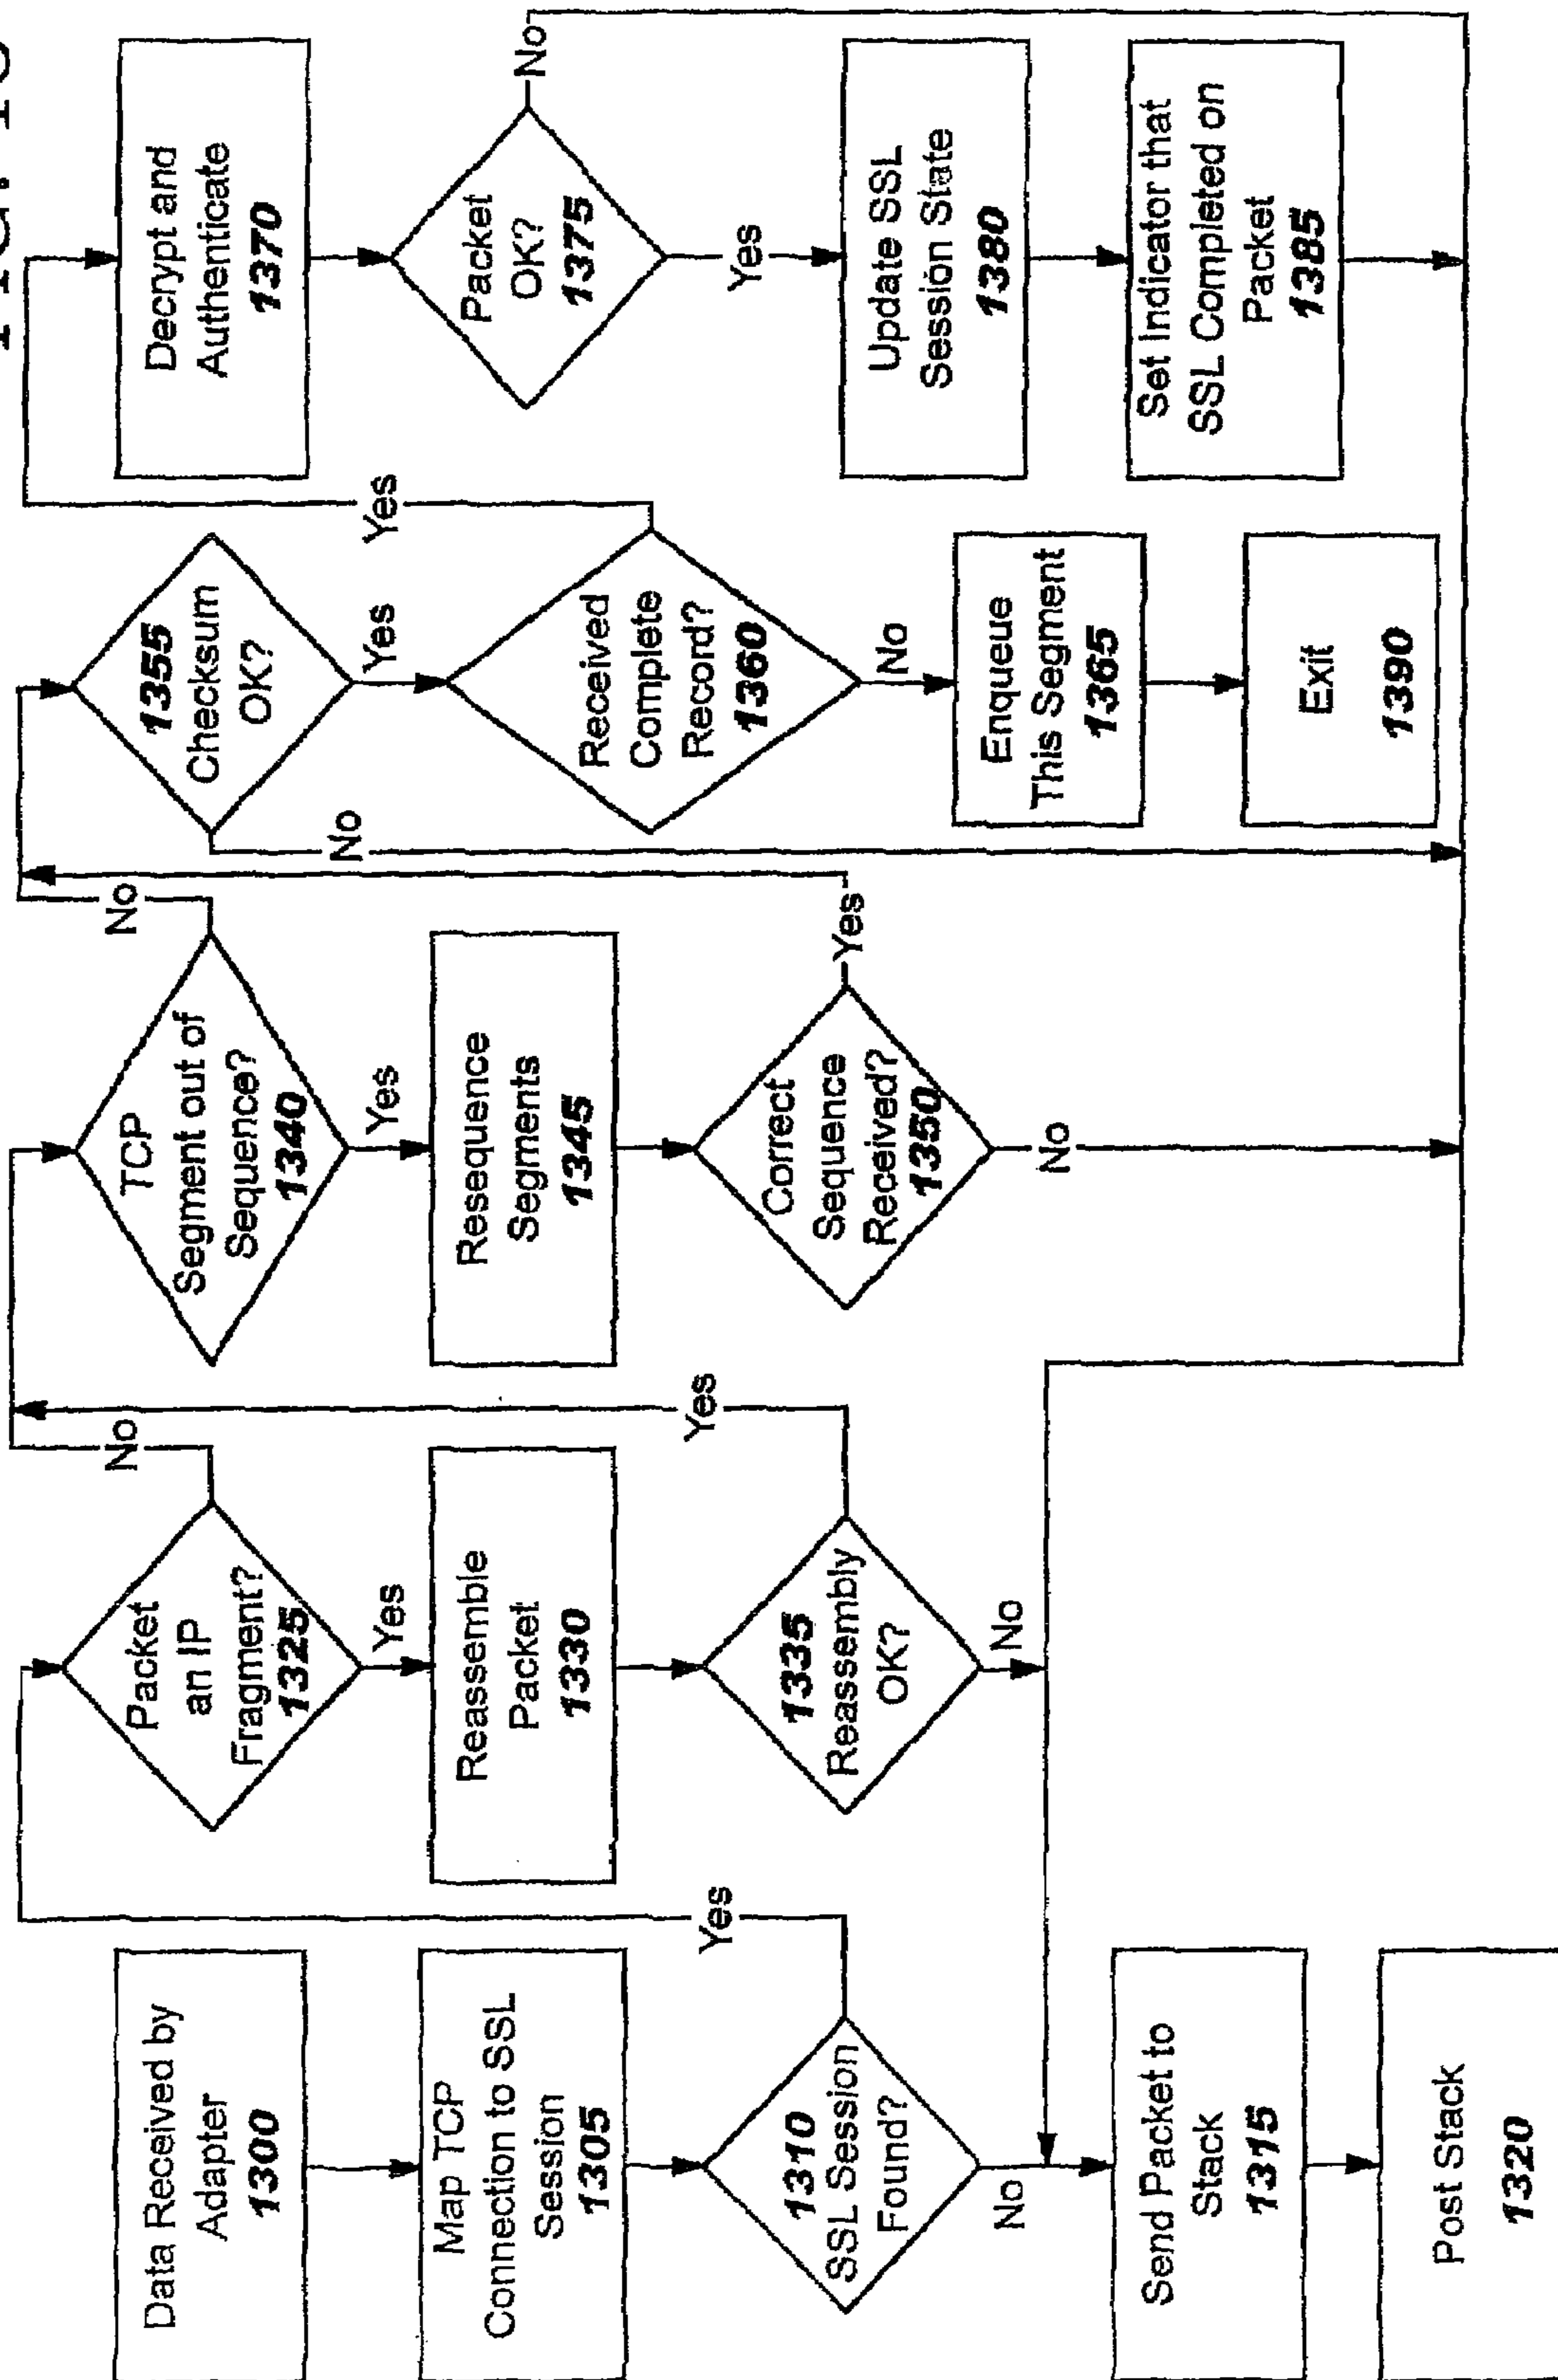 Data Received by
Adapter
1300
Map TCP
Connection to SSL
Session
1305
1310
SSL Session
Found?
Yes
No
Send Packet to
Stack
1315
Post Stack
1320
Packet
an IP
Fragment?
1325
No
Yes
Reassemble
Packet
1330
1335
Reassembly
OK?
Yes
No
TCP
Segment out of
Sequence?
1340
No
Yes
Resequence
Segments
1345
Correct
Sequence
Received?
1350
Yes
No
1355
Checksum
OK?
No
Yes
Received
Complete
Record?
1360
Yes
No
Enqueue
This Segment
1365
Exit
1390
Decrypt and
Authenticate
1370
Packet
OK?
1375
No
Yes
Update SSL
Session State
1380
Set Indicator that
SSL Completed on
Packet
1385